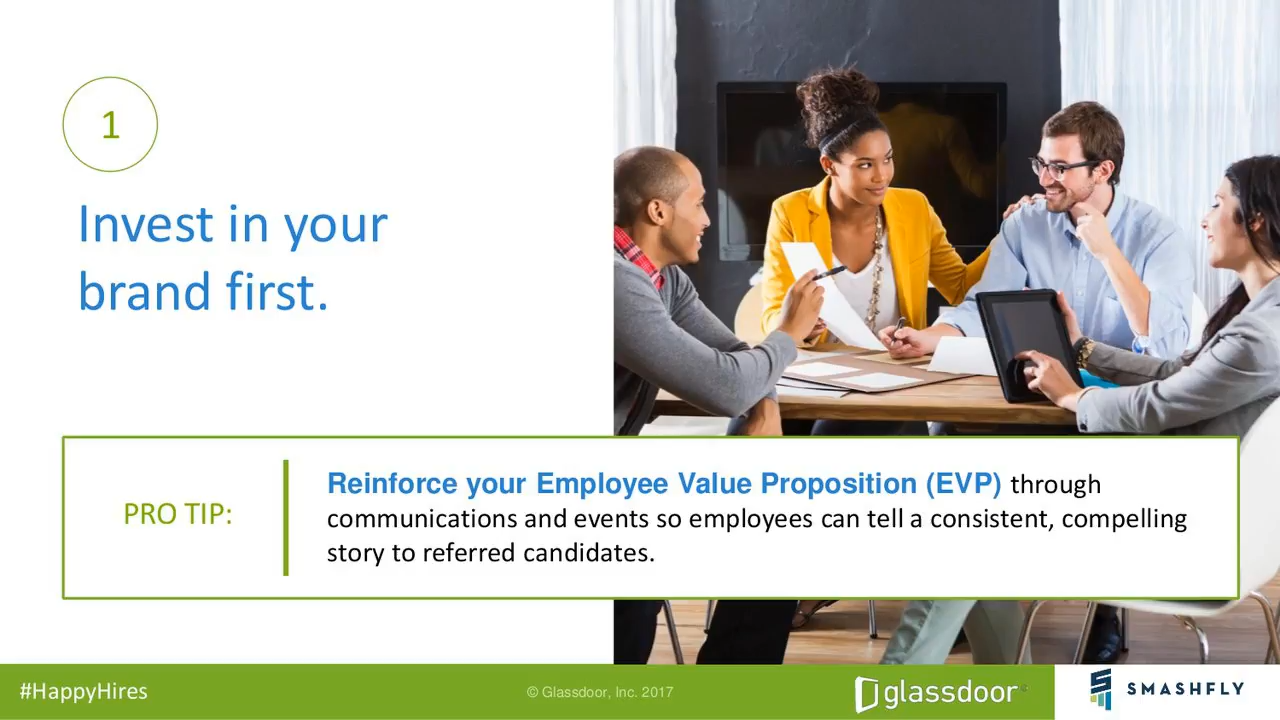 1
Invest in your
brand first.
PRO TIP:
Reinforce your Employee Value Proposition (EVP) through
communications and events so employees can tell a consistent, compelling
story to referred candidates.
#HappyHires
© Glassdoor, Inc. 2017
glassdoor
SMASHFLY